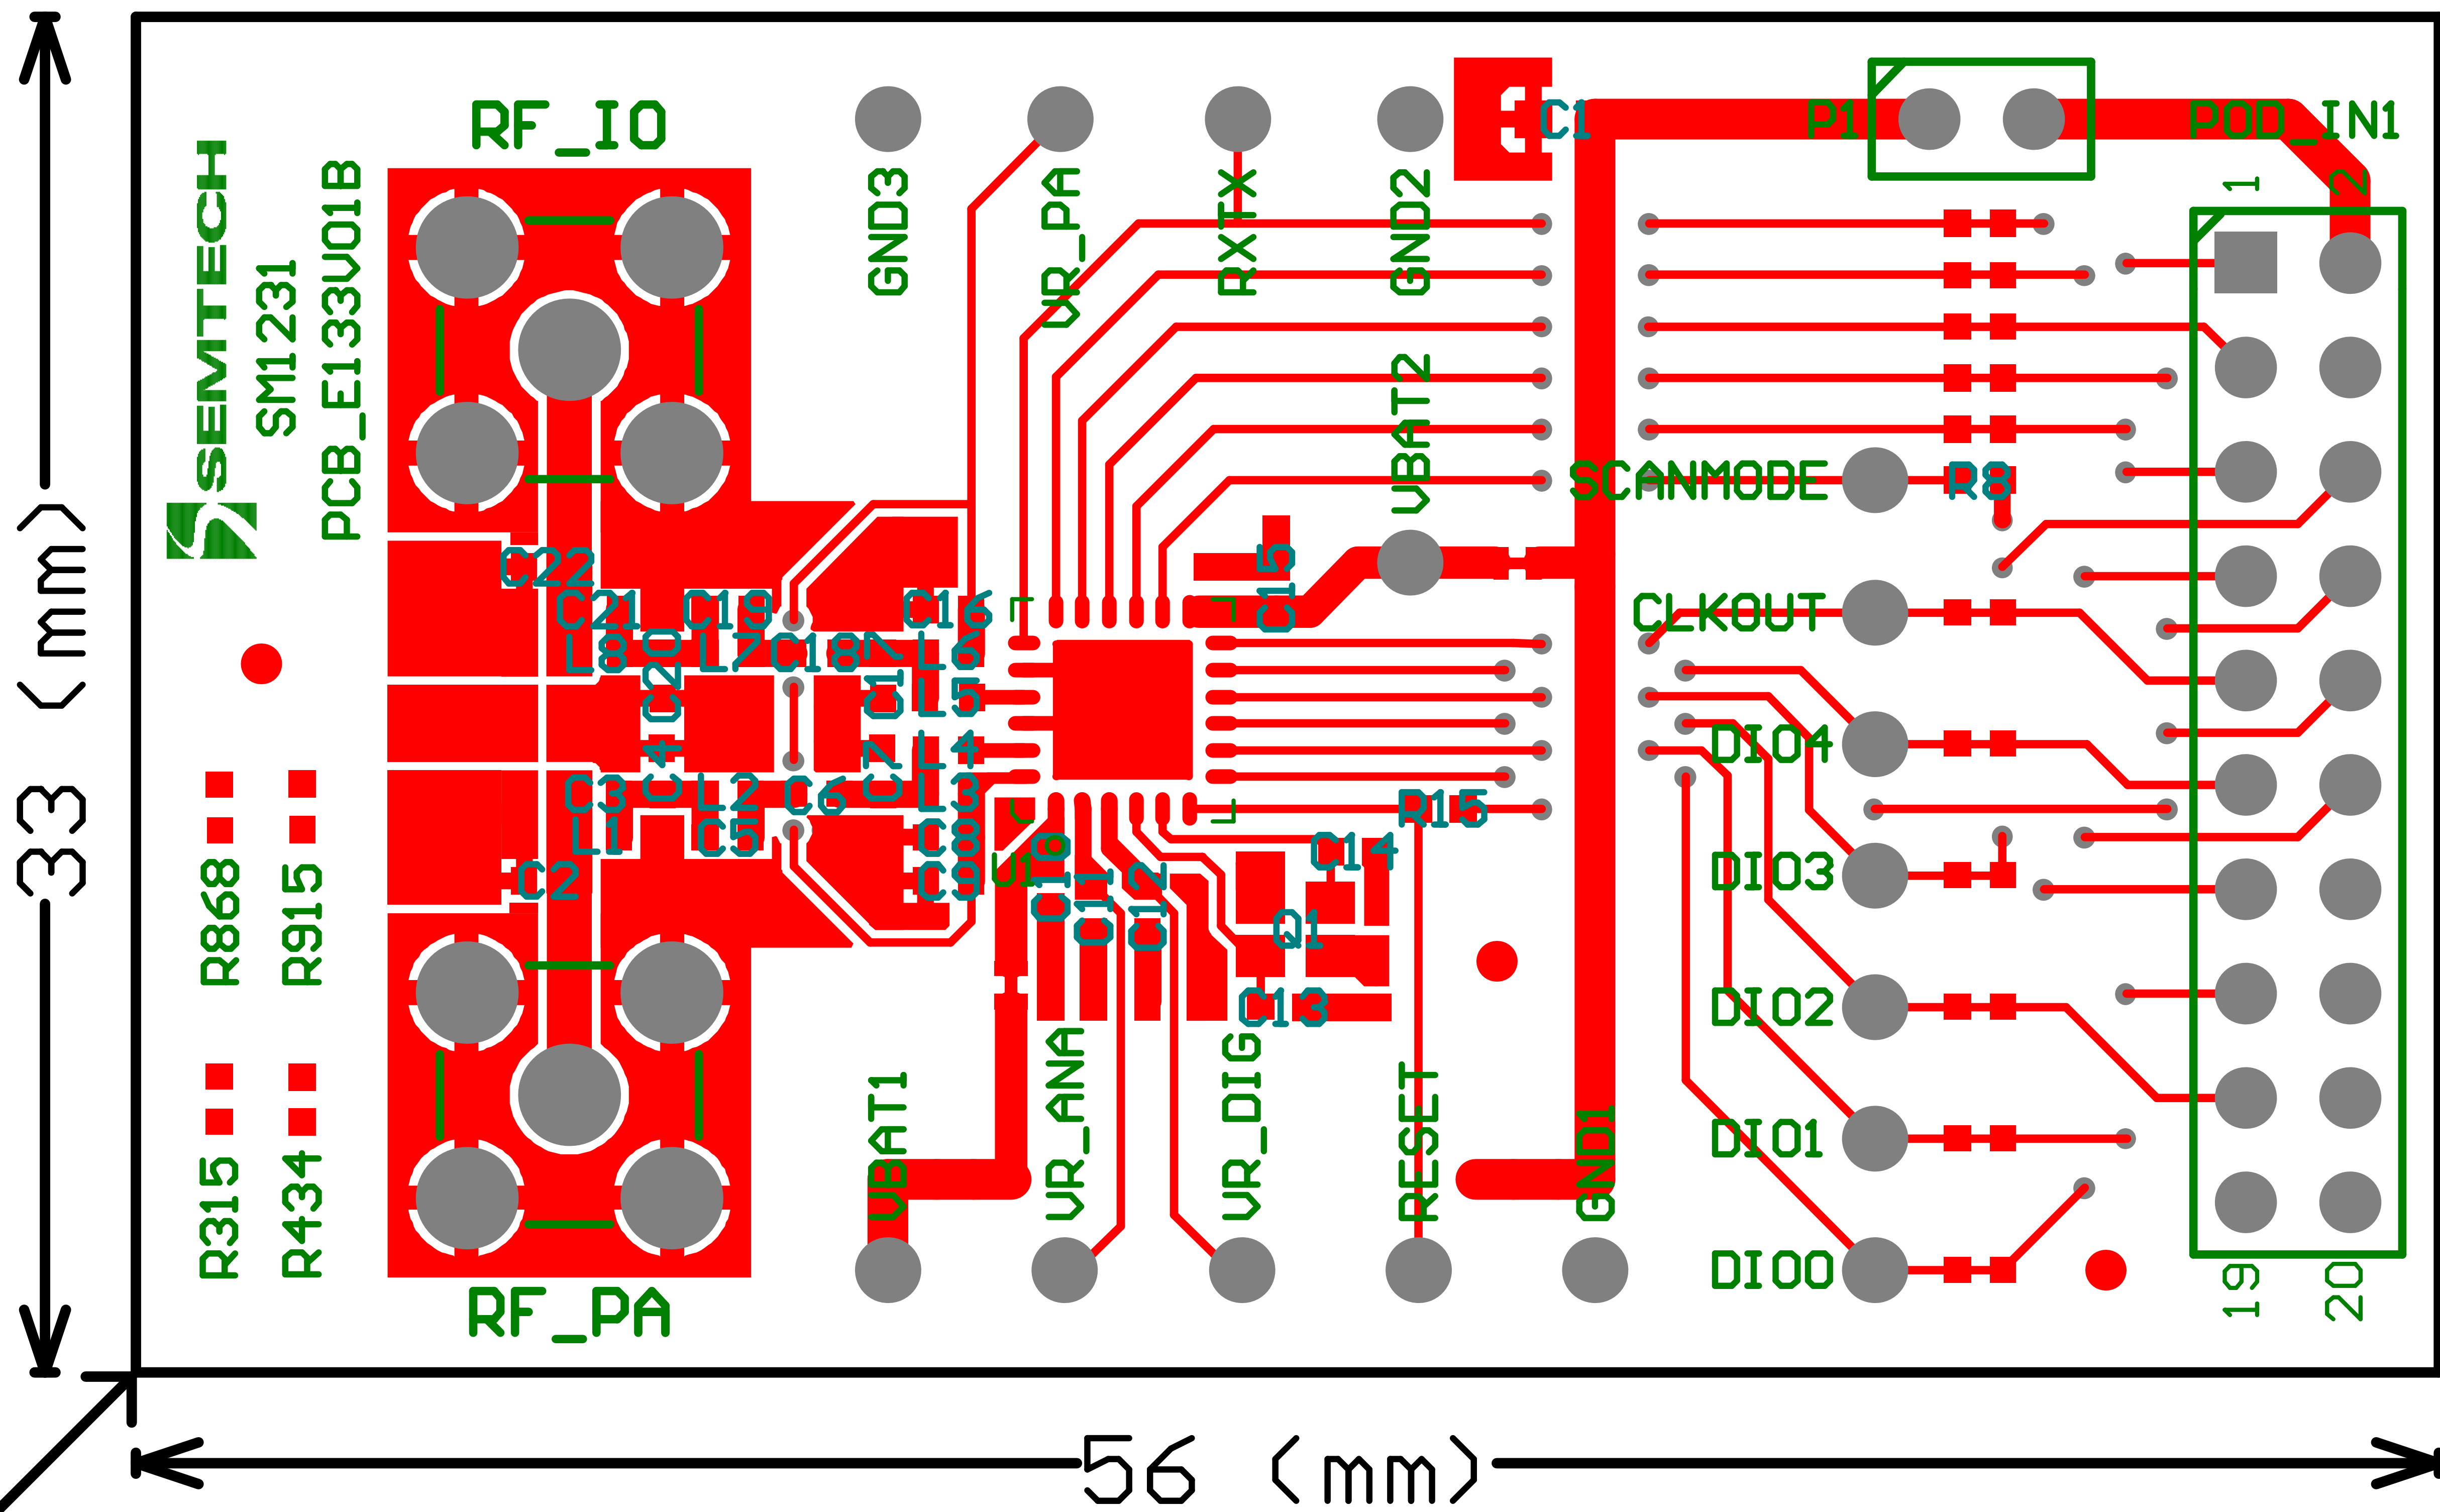 RF_IO
C1
P1
POD_IN1
SEMTECH
SM1231
PCB_E133V01B
GND3
VR_PA
RXTX
GND2
1
2
VBAT2
SCANMODE
R8
C22
C15
C21
C19
C16
CLKOUT
L8
C20
L7
C18
C17
L6
L5
DIO4
C3
C4
L2
C6
C7
L4
L3
R15
L1
C5
C8
U1
C10
C14
DIO3
C2
C9
C11
C12
Q1
R868
R915
C13
DIO2
VBAT1
VR_ANA
VR_DIG
RESET
GND1
DIO1
R315
R434
DIO0
19
20
RF_PA
33 (mm)
56 (mm)